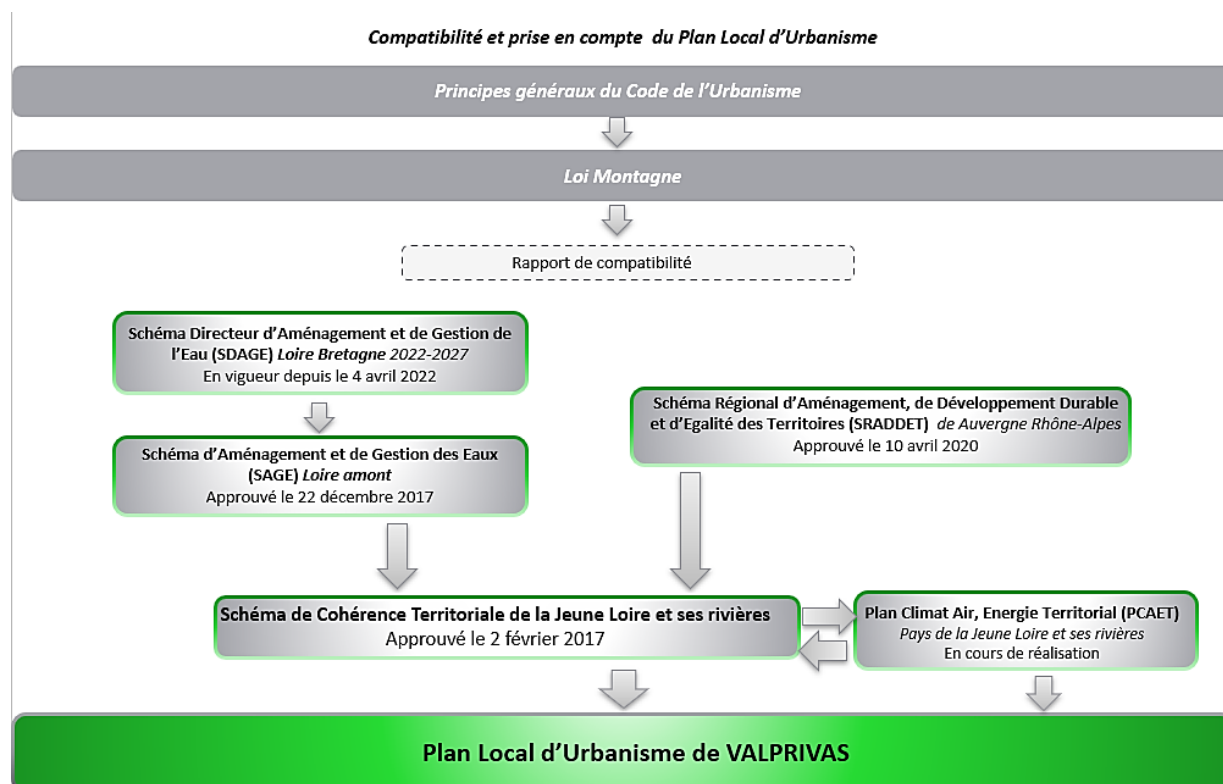 Compatibilité et prise en compte du Plan Local d’Urbanisme
Principes généraux du Code de l’Urbanisme
Loi Montagne
Rapport de compatibilité
Schéma Directeur d’Aménagement et de Gestion de
l’Eau (SDAGE) Loire Bretagne 2022-2027
En vigueur depuis le 4 avril 2022
Schéma Régional d’Aménagement, de Développement Durable
et d’Egalité des Territoires (SRADDET) de Auvergne Rhône-Alpes
Approuvé le 10 avril 2020
Schéma d’Aménagement et de Gestion des Eaux
(SAGE) Loire amont
Approuvé le 22 décembre 2017
Schéma de Cohérence Territoriale de la Jeune Loire et ses rivières
Approuvé le 2 février 2017
Plan Climat Air, Energie Territorial (PCAET)
Pays de la Jeune Loire et ses rivières
En cours de réalisation
Plan Local d’Urbanisme de VALPRIVAS